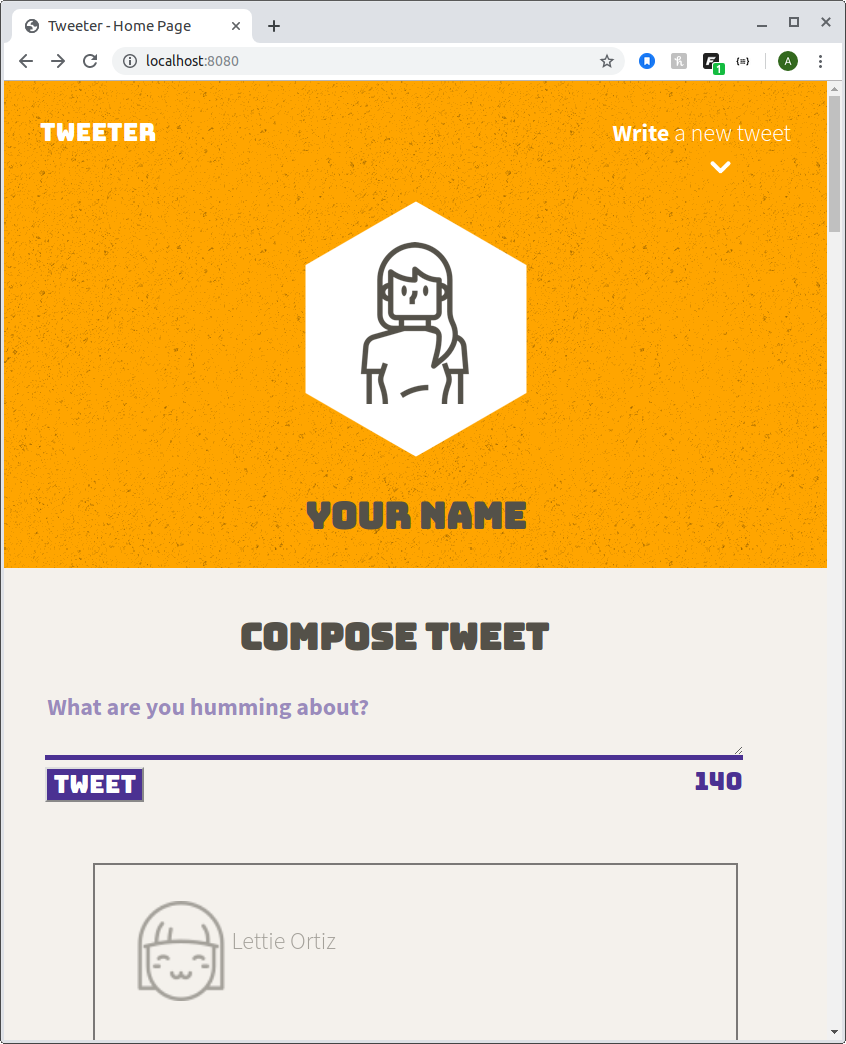 Tweeter - Home Page
localhost:8080
1
A
TWEETER
Write a new tweet
YOUR NAME
COMPOSE TWEET
What are you humming about?
TWEET
140
Lettie Ortiz